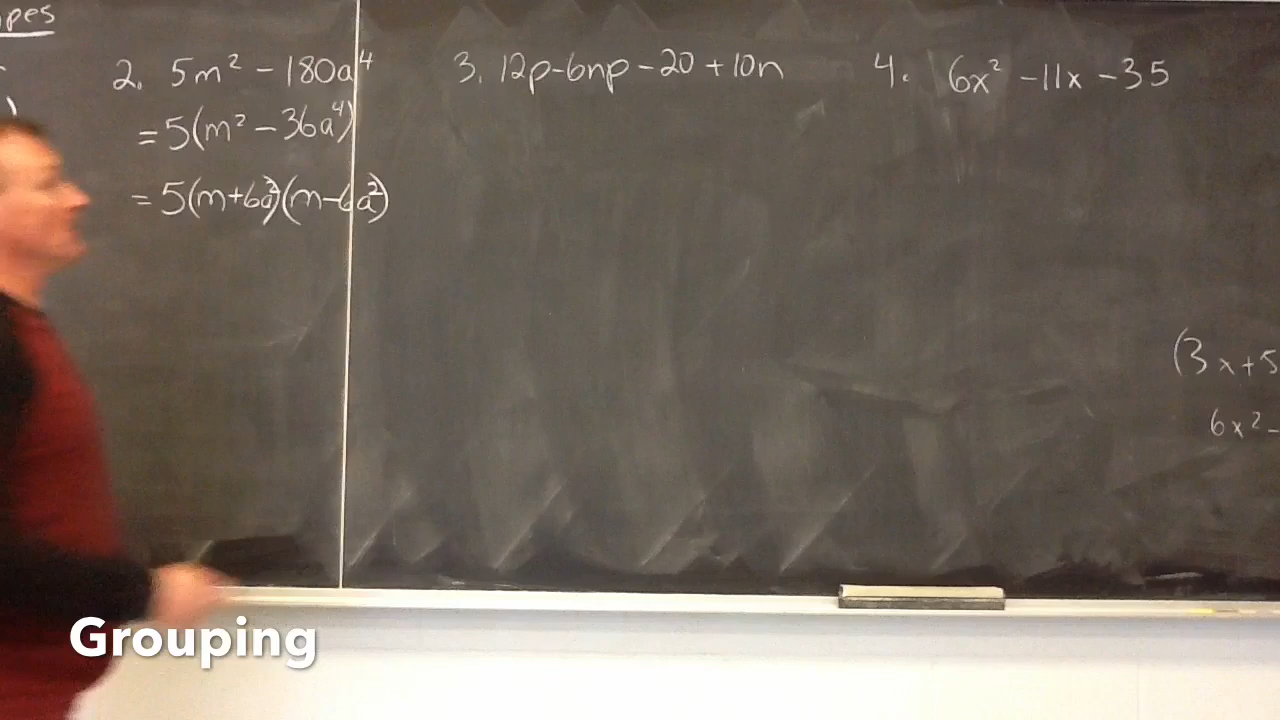 2. 5m² - 180a⁴
= 5(m² - 36a⁴)
= 5(m+6a²)(m-6a²)
3. 12p-6np-20+10n
4. 6x² -11x -35
(3x+5
6x² -
Grouping